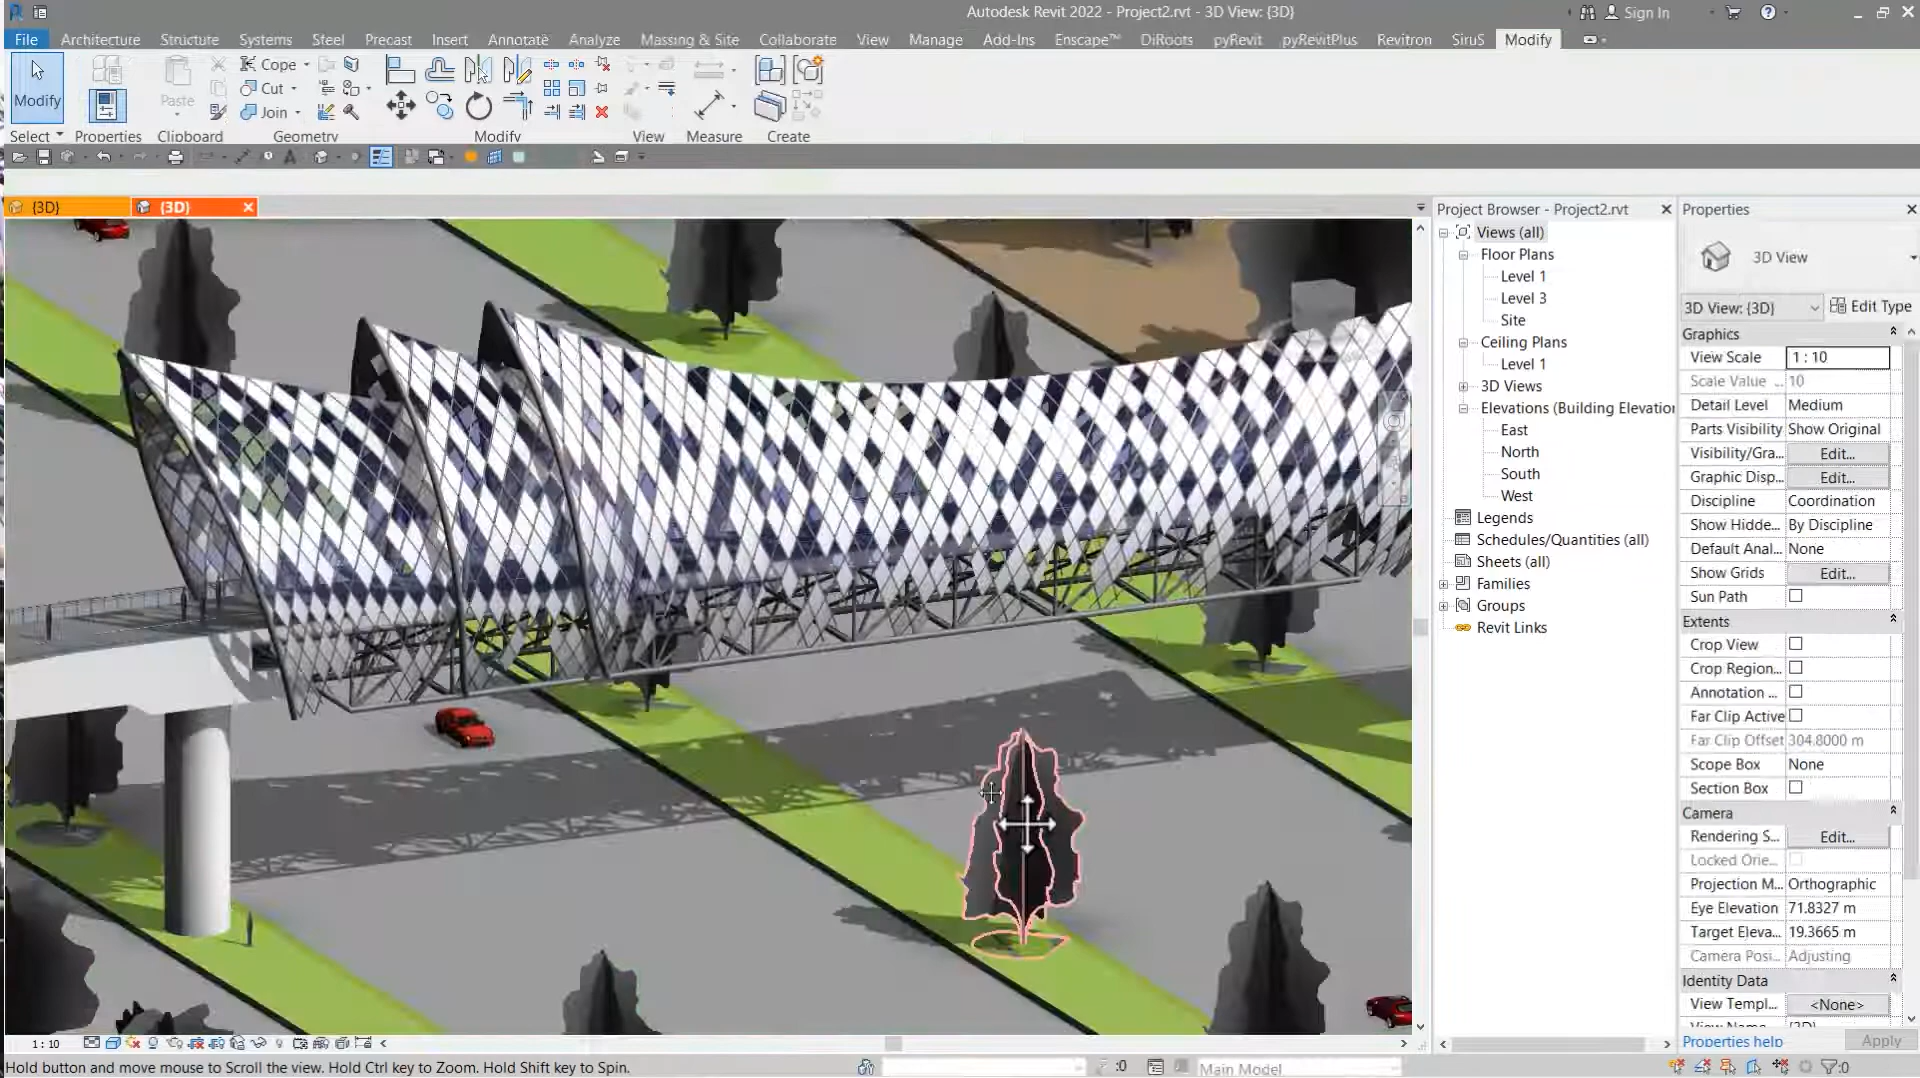 Autodesk Revit 2022 - Project2.rvt - 3D View: {3D}
Sign In
File Architecture Structure Systems Steel Precast Insert Annotate Analyze Massing & Site Collaborate View Manage Add-Ins Enscape™ DiRoots pyRevit pyRevitPlus Revitron SiruS Modify
Modify
Paste
Cope
Cut
Join
Select Properties Clipboard Geometry Modify View Measure Create
{3D}
{3D}
Project Browser - Project2.rvt
Views (all)
Floor Plans
Level 1
Level 3
Site
Ceiling Plans
Level 1
3D Views
Elevations (Building Elevation
East
North
South
West
Legends
Schedules/Quantities (all)
Sheets (all)
Families
Groups
Revit Links
Properties
3D View
3D View: {3D} Edit Type
Graphics
View Scale 1 : 10
Scale Value ... 10
Detail Level Medium
Parts Visibility Show Original
Visibility/Gra... Edit...
Graphic Disp... Edit...
Discipline Coordination
Show Hidde... By Discipline
Default Anal... None
Show Grids Edit...
Sun Path
Extents
Crop View
Crop Region...
Annotation ...
Far Clip Active
Far Clip Offset 304.8000 m
Scope Box None
Section Box
Camera
Rendering S... Edit...
Locked Orie...
Projection M... Orthographic
Eye Elevation 71.8327 m
Target Eleva... 19.3665 m
Camera Posi... Adjusting
Identity Data
View Templ... <None>
View Name {3D}
Properties help Apply
1 : 10
Hold button and move mouse to Scroll the view. Hold Ctrl key to Zoom. Hold Shift key to Spin.
:0
Main Model
:0